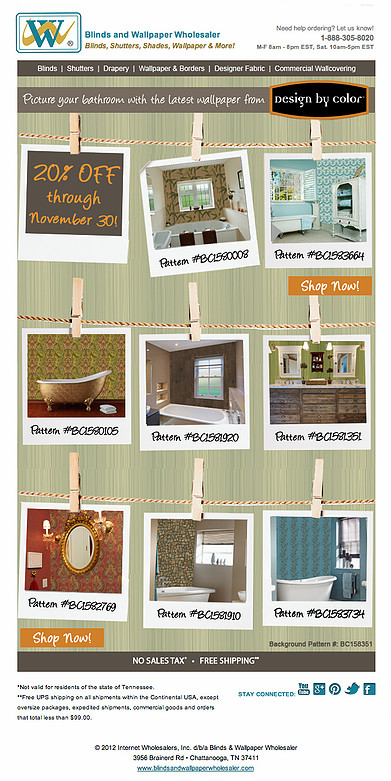 W ®
Blinds and Wallpaper Wholesaler
Blinds, Shutters, Shades, Wallpaper & More!
Need help ordering? Let us know!
1-888-305-8020
M-F 8am - 8pm EST, Sat. 10am-5pm EST
Blinds | Shutters | Drapery | Wallpaper & Borders | Designer Fabric | Commercial Wallcovering
Picture your bathroom with the latest wallpaper from
design by color
20% OFF
through
November 30!
Pattern #BC1580008
Pattern #BC1583664
Shop Now!
Pattern #BC1580105
Pattern #BC1581920
Pattern #BC1581351
Pattern #BC1582769
Pattern #BC1581910
Pattern #BC1583734
Shop Now!
Background Pattern #: BC158351
NO SALES TAX* • FREE SHIPPING**
*Not valid for residents of the state of Tennessee.
**Free UPS shipping on all shipments within the Continental USA, except
oversize packages, expedited shipments, commercial goods and orders
that total less than $99.00.
STAY CONNECTED:
You Tube
g+
© 2012 Internet Wholesalers, Inc. d/b/a Blinds & Wallpaper Wholesaler
3956 Brainerd Rd • Chattanooga, TN 37411
www.blindsandwallpaperwholesaler.com